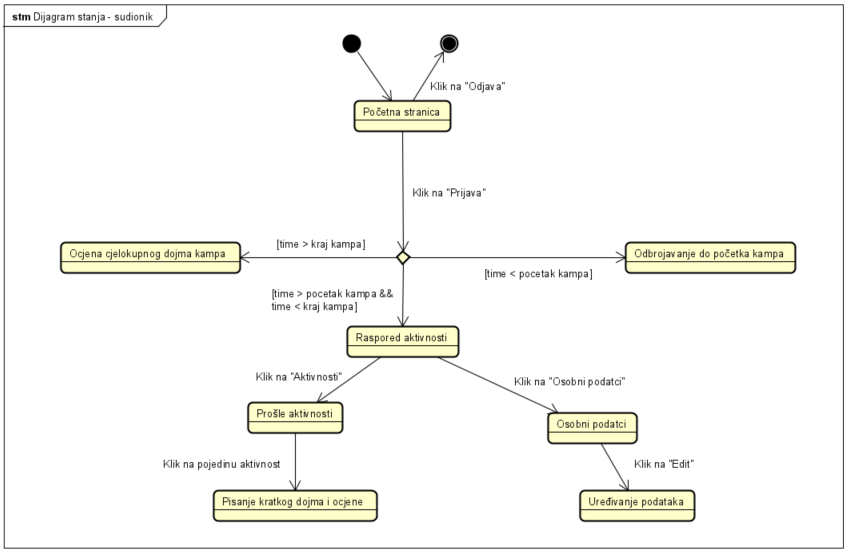 stm Dijagram stanja - sudionik
Klik na "Odjava"
Početna stranica
Klik na "Prijava"
[time > kraj kampa]
Ocjena cjelokupnog dojma kampa
Odbrojavanje do početka kampa
[time < pocetak kampa]
[time > pocetak kampa &&
time < kraj kampa]
Raspored aktivnosti
Klik na "Aktivnosti"
Klik na "Osobni podatci"
Prošle aktivnosti
Osobni podatci
Klik na pojedinu aktivnost
Klik na "Edit"
Pisanje kratkog dojma i ocjene
Uređivanje podataka